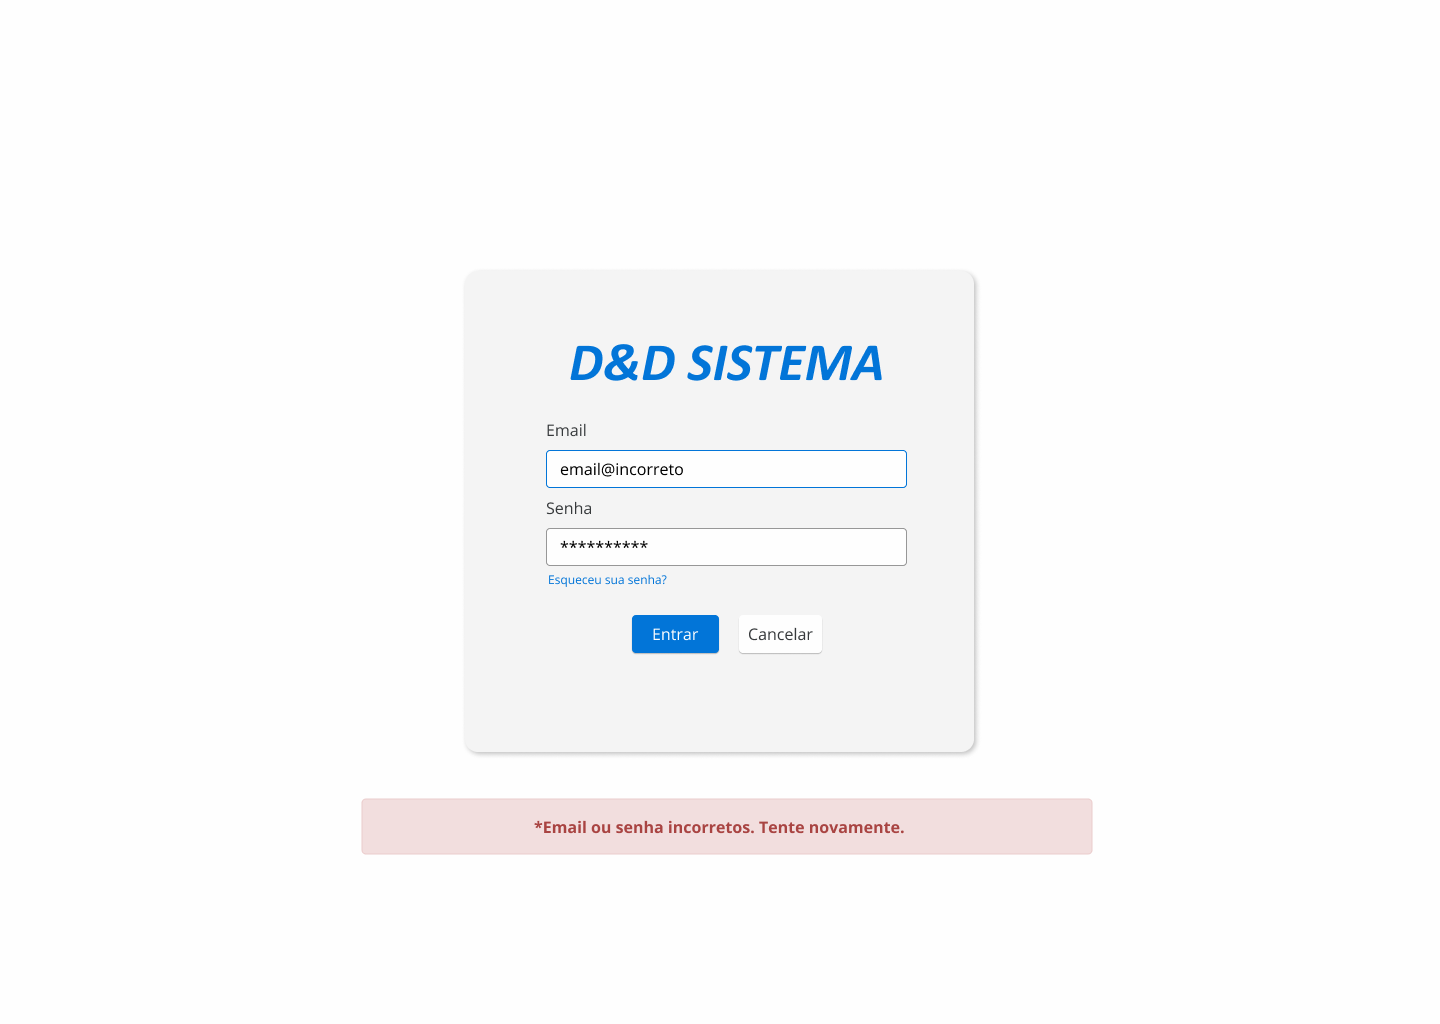 D&D SISTEMA
Email
email@incorreto
Senha
**********
Esqueceu sua senha?
Entrar
Cancelar
*Email ou senha incorretos. Tente novamente.